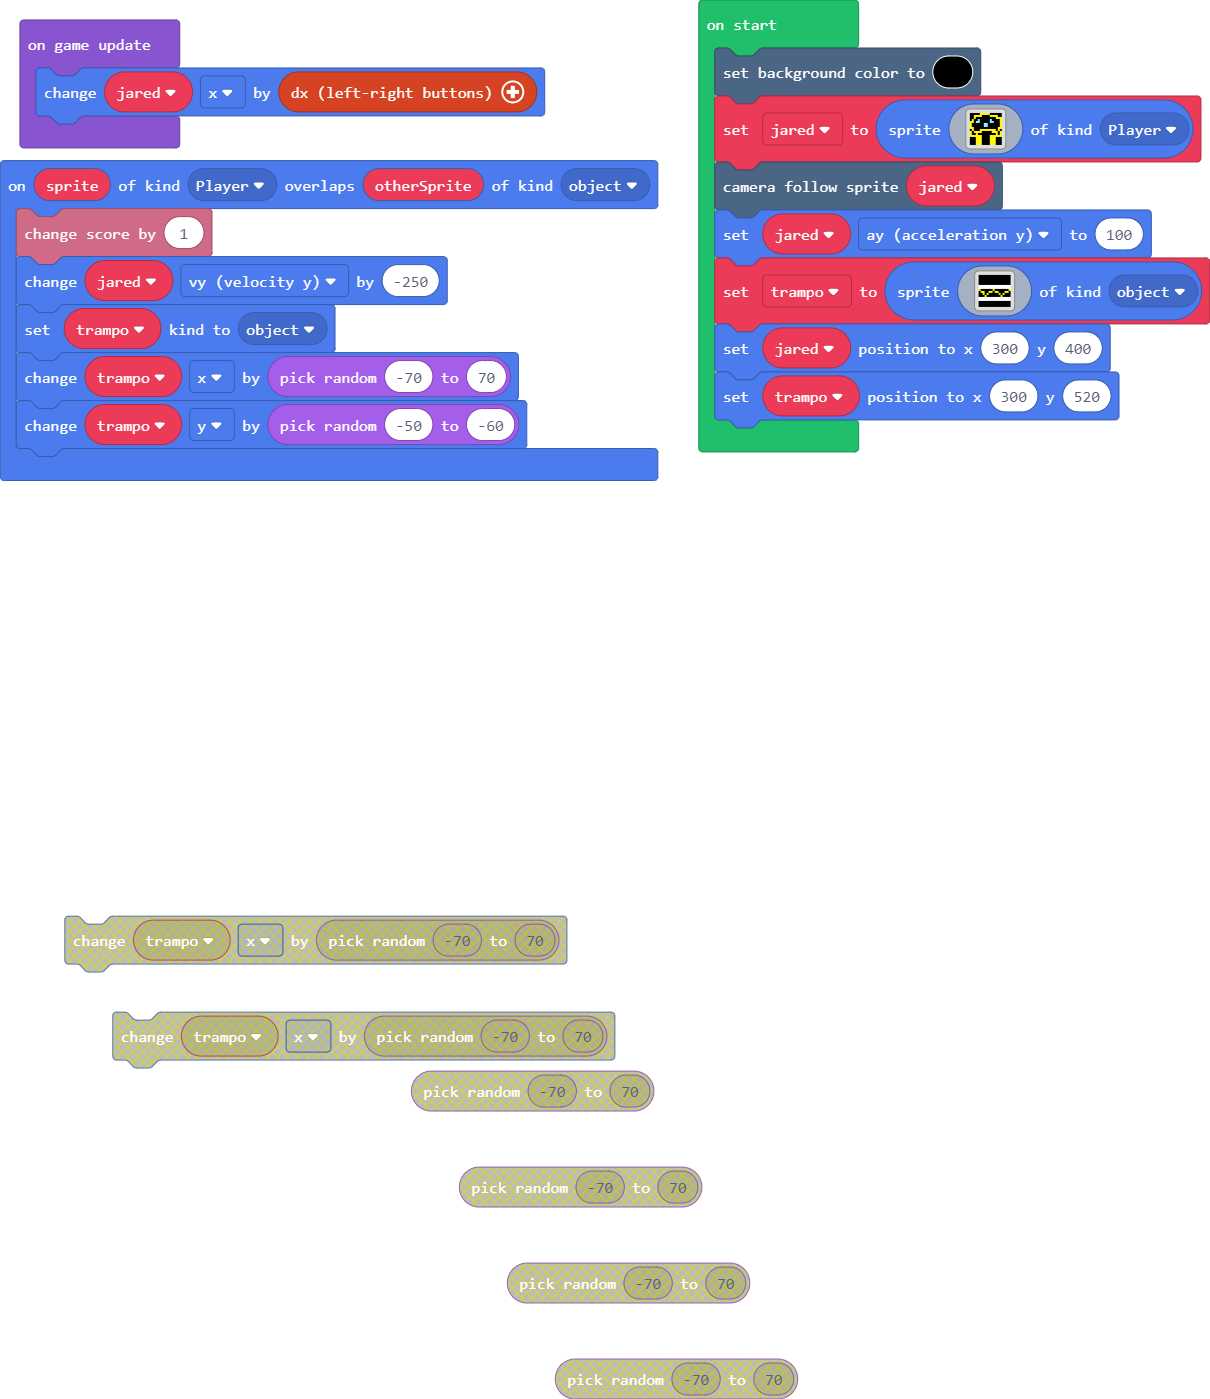 on game update
change jared x by dx (left-right buttons)
on sprite of kind Player overlaps otherSprite of kind object
change score by 1
change jared vy (velocity y) by -250
set trampo kind to object
change trampo x by pick random -70 to 70
change trampo y by pick random -50 to -60
on start
set background color to
set jared to sprite of kind Player
camera follow sprite jared
set jared ay (acceleration y) to 100
set trampo to sprite of kind object
set jared position to x 300 y 400
set trampo position to x 300 y 520
change trampo x by pick random -70 to 70
change trampo x by pick random -70 to 70
pick random -70 to 70
pick random -70 to 70
pick random -70 to 70
pick random -70 to 70